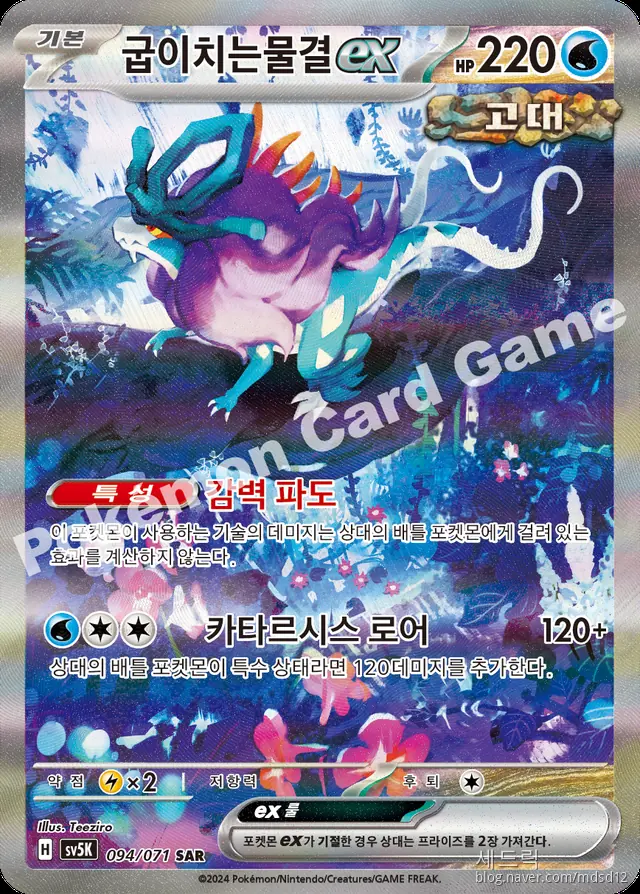 기본 굽이치는물결ex HP220
고대
Pokémon Card Game
특성 감벽 파도
이 포켓몬이 사용하는 기술의 데미지는 상대의 배틀 포켓몬에게 걸려 있는
효과를 계산하지 않는다.
카타르시스 로어 120+
상대의 배틀 포켓몬이 특수 상태라면 120데미지를 추가한다.
약점 ×2 저항력 후퇴
ex 룰
포켓몬 ex가 기절한 경우 상대는 프라이즈를 2장 가져간다.
Illus. Teeziro
H sv5K 094/071 SAR
©2024 Pokémon/Nintendo/Creatures/GAME FREAK.
세드릭
blog.naver.com/mdsd12